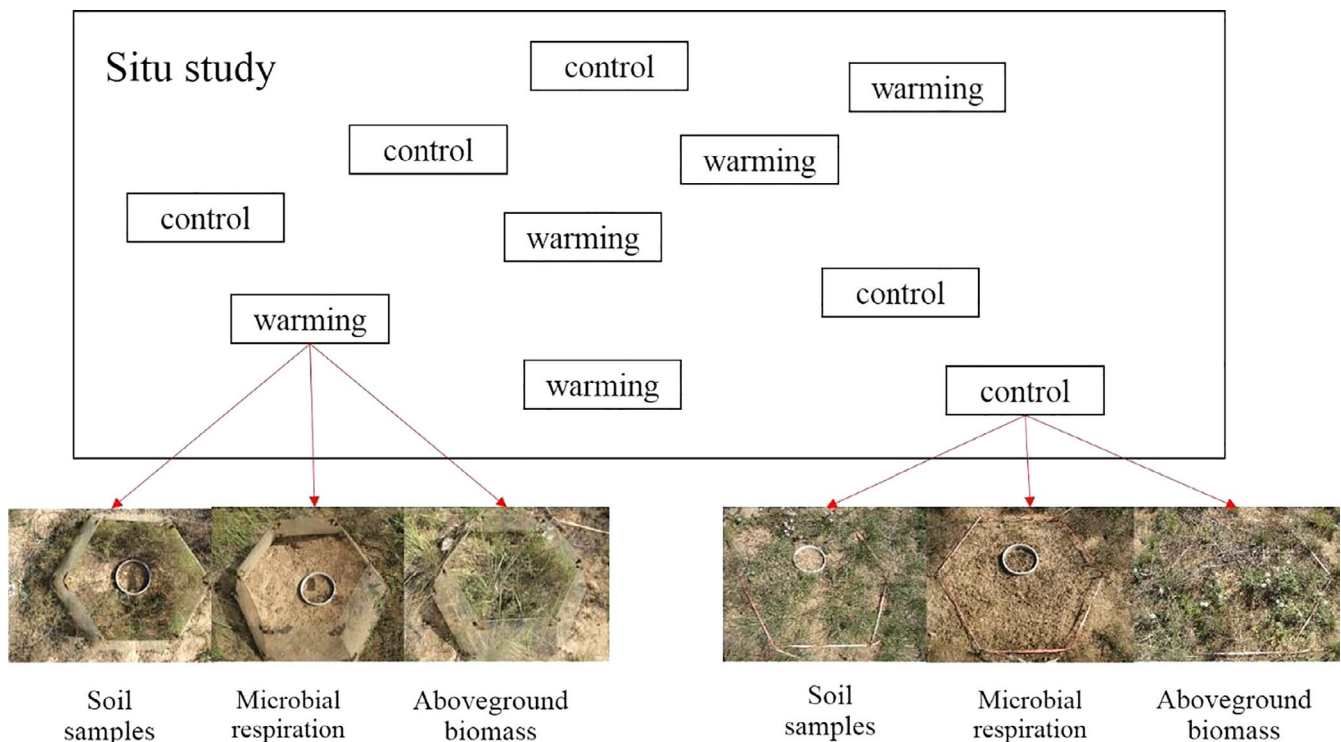 Situ study
control
warming
control
warming
control
warming
control
warming
warming
control
Soil
samples
Microbial
respiration
Aboveground
biomass
Soil
samples
Microbial
respiration
Aboveground
biomass